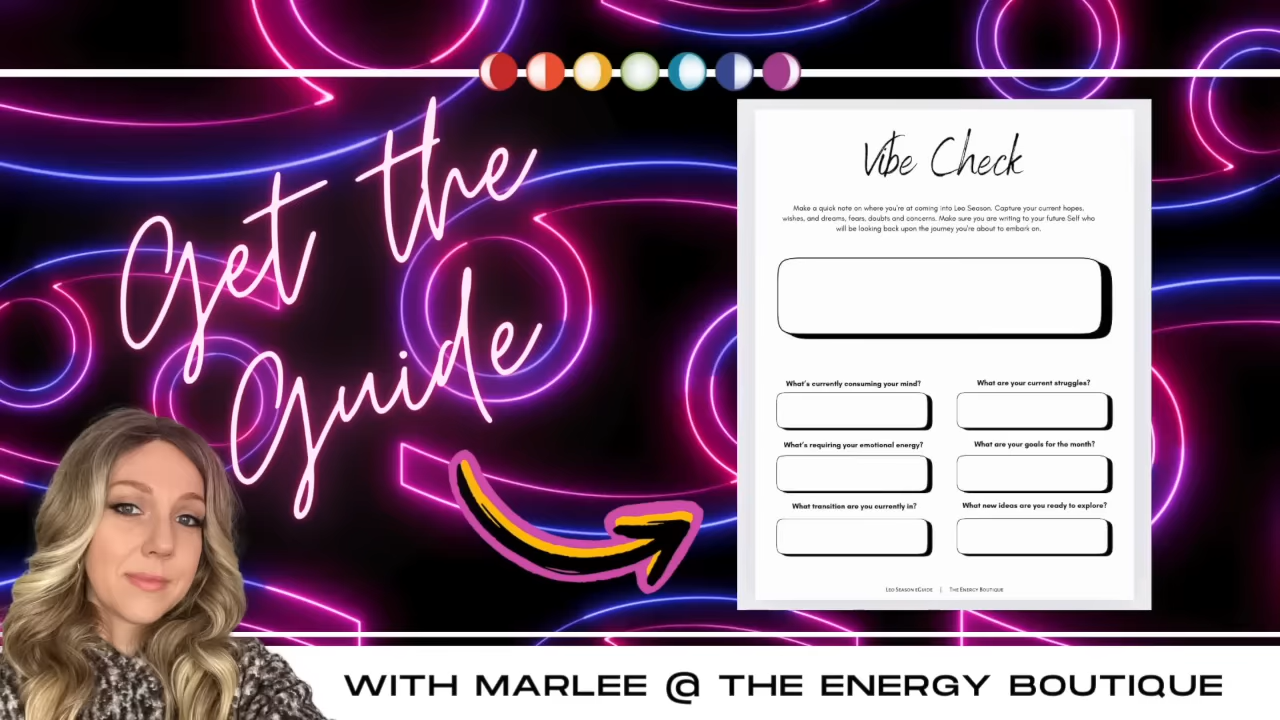 Get the
Guide
Vibe Check
Make a quick note on where you're at coming into Leo Season. Capture your current hopes,
wishes, and dreams, fears, doubts and concerns. Make sure you are writing to your future Self who
will be looking back upon the journey you're about to embark on.
What's currently consuming your mind?
What are your current struggles?
What's requiring your emotional energy?
What are your goals for the month?
What transition are you currently in?
What new ideas are you ready to explore?
Leo Season eGuide | The Energy Boutique
WITH MARLEE @ THE ENERGY BOUTIQUE